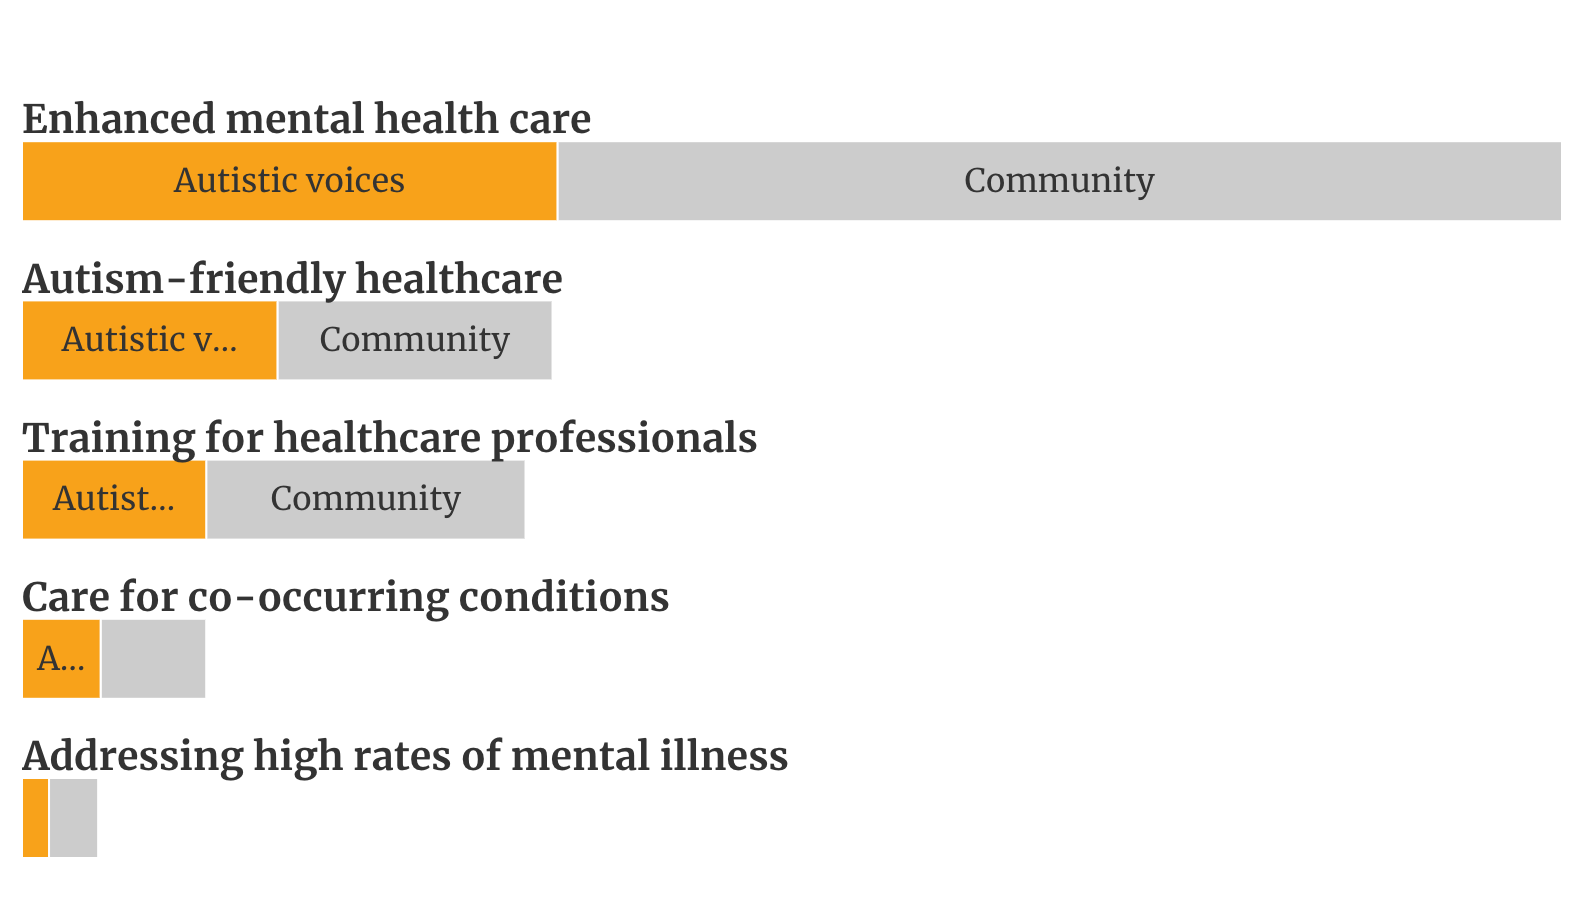 Enhanced mental health care
Autistic voices Community
Autism-friendly healthcare
Autistic v... Community
Training for healthcare professionals
Autist... Community
Care for co-occurring conditions
A...
Addressing high rates of mental illness